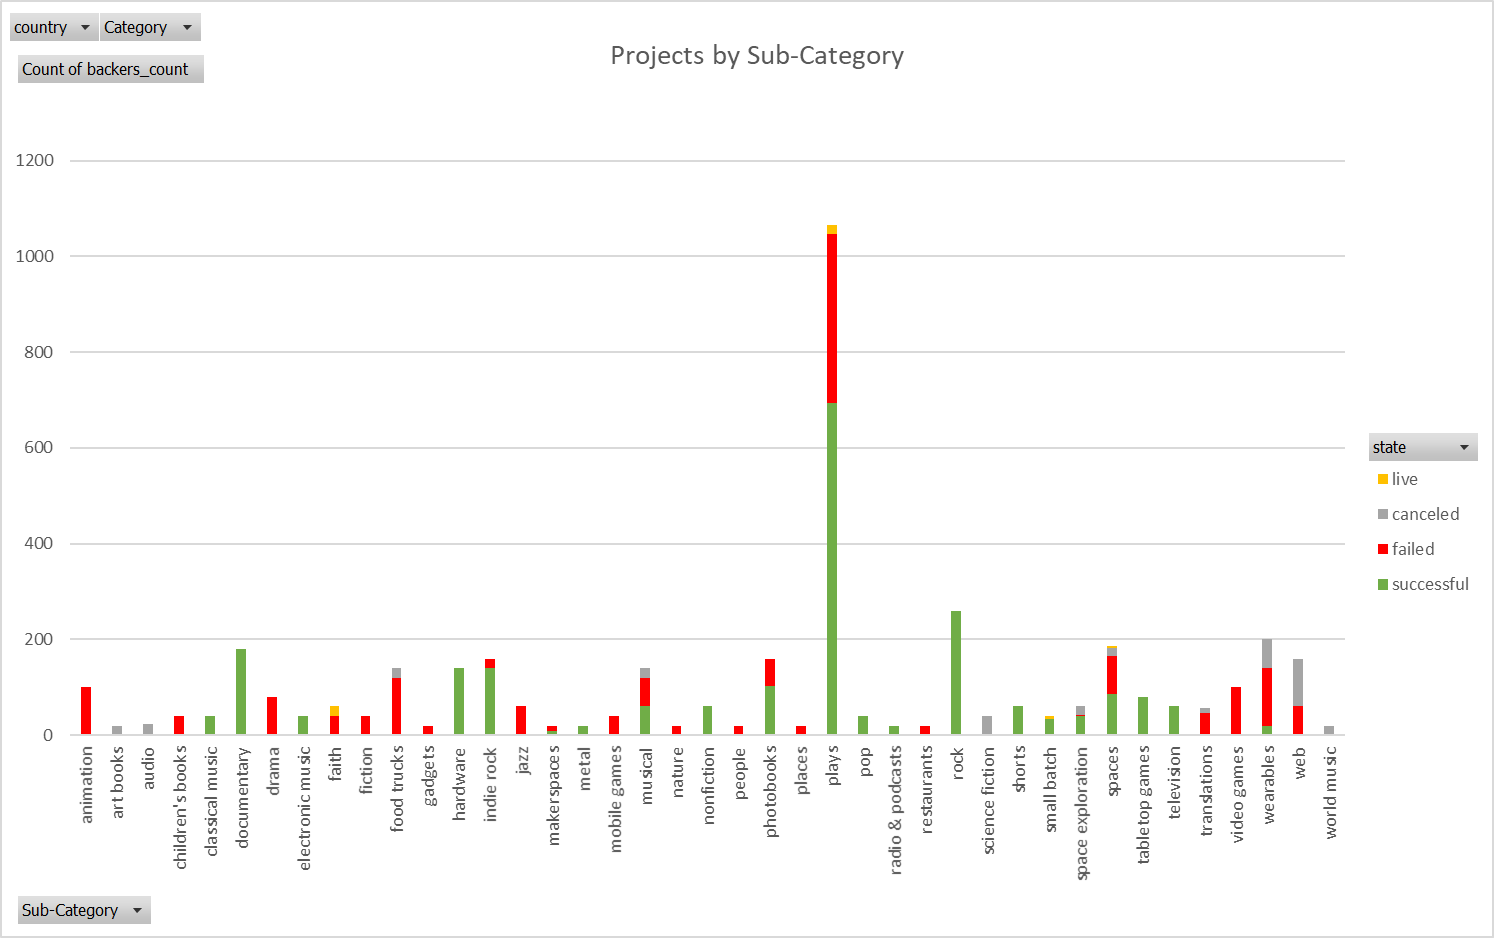 country Category
Count of backers_count
Projects by Sub-Category
1200
1000
800
600
400
200
0
animation
art books
audio
children's books
classical music
documentary
drama
electronic music
faith
fiction
food trucks
gadgets
hardware
indie rock
jazz
makerspaces
metal
mobile games
musical
nature
nonfiction
people
photobooks
places
plays
pop
radio & podcasts
restaurants
rock
science fiction
shorts
small batch
space exploration
spaces
tabletop games
television
translations
video games
wearables
web
world music
state
live
canceled
failed
successful
Sub-Category